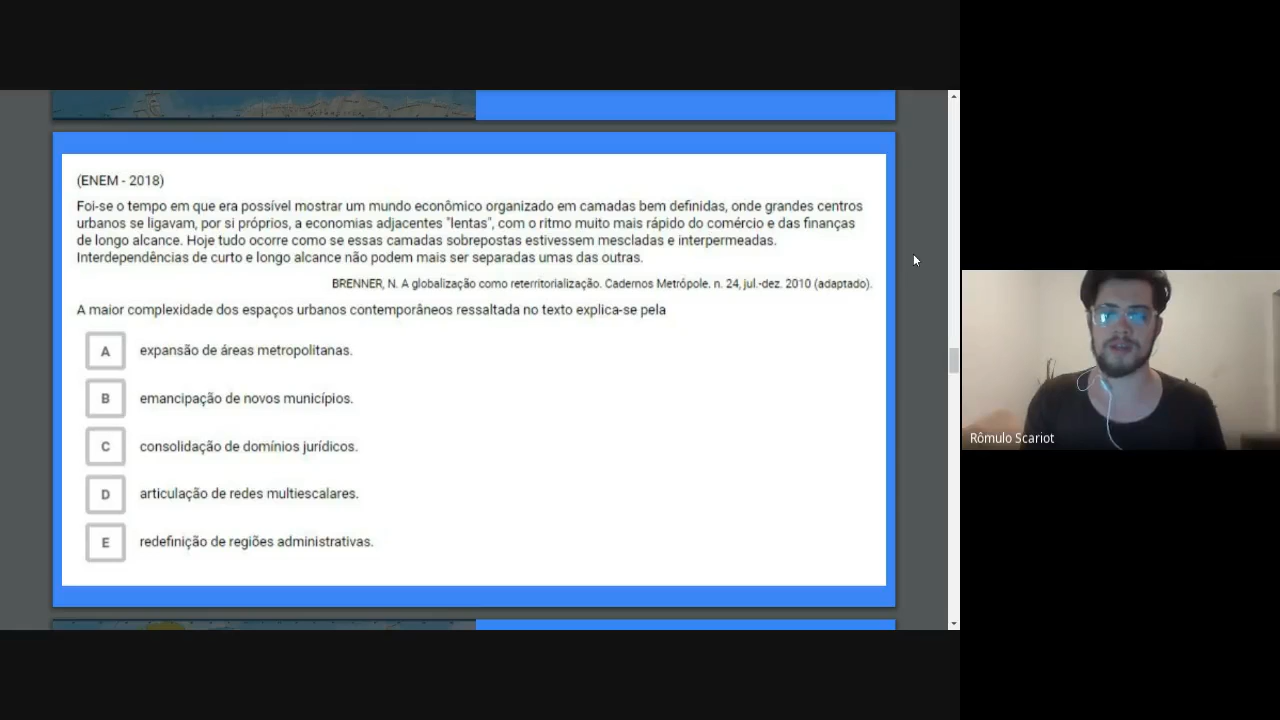 (ENEM - 2018)
Foi-se o tempo em que era possível mostrar um mundo econômico organizado em camadas bem definidas, onde grandes centros
urbanos se ligavam, por si próprios, a economias adjacentes "lentas", com o ritmo muito mais rápido do comércio e das finanças
de longo alcance. Hoje tudo ocorre como se essas camadas sobrepostas estivessem mescladas e interpermeadas.
Interdependências de curto e longo alcance não podem mais ser separadas umas das outras.
BRENNER, N. A globalização como reterritorialização. Cadernos Metrópole. n. 24, jul.-dez. 2010 (adaptado).
A maior complexidade dos espaços urbanos contemporâneos ressaltada no texto explica-se pela
A expansão de áreas metropolitanas.
B emancipação de novos municípios.
C consolidação de domínios jurídicos.
D articulação de redes multiescalares.
E redefinição de regiões administrativas.
Rômulo Scariot